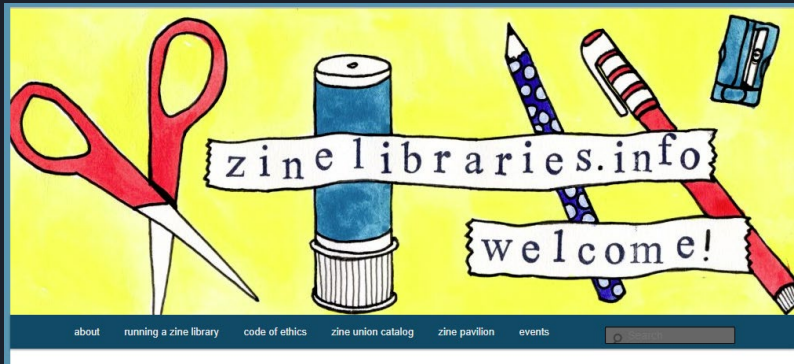 zinelibraries.info
welcome!
about running a zine library code of ethics zine union catalog zine pavilion events Search